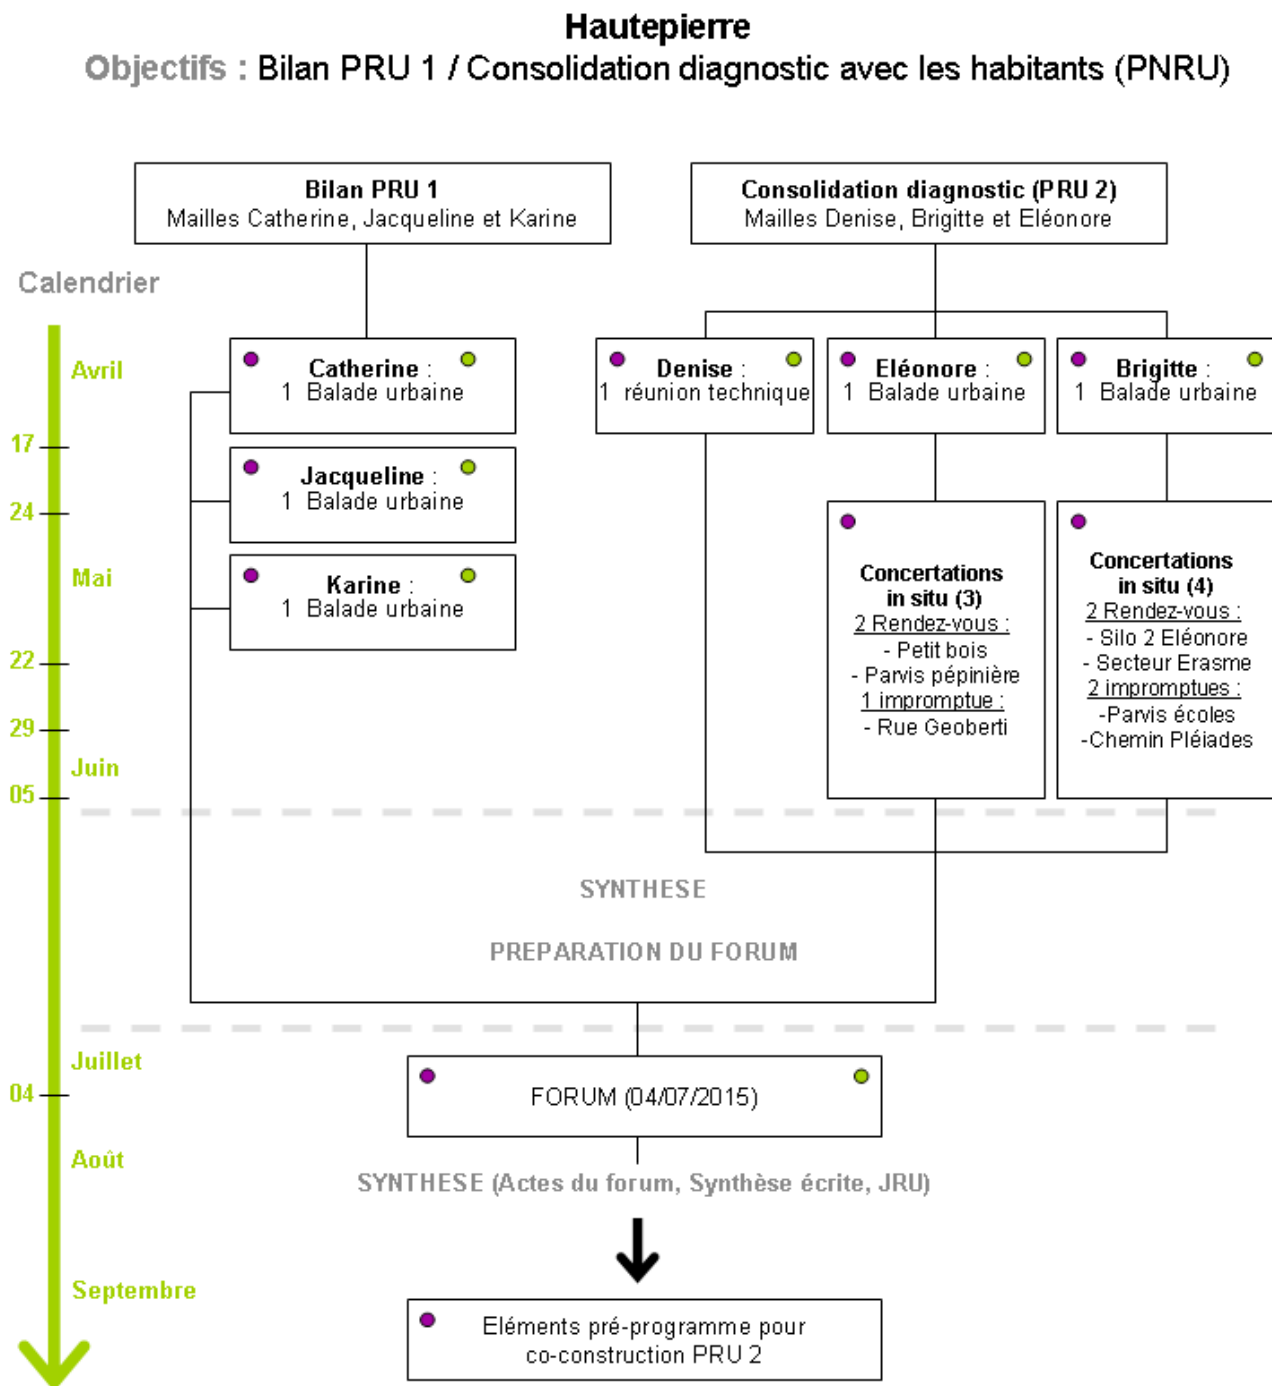 Hautepierre
Objectifs : Bilan PRU 1 / Consolidation diagnostic avec les habitants (PNRU)
Bilan PRU 1
Mailles Catherine, Jacqueline et Karine
Consolidation diagnostic (PRU 2)
Mailles Denise, Brigitte et Eléonore
Calendrier
Avril
17
24
Mai
22
29
Juin
05
Juillet
04
Août
Septembre
Catherine :
1 Balade urbaine
Jacqueline :
1 Balade urbaine
Karine :
1 Balade urbaine
Denise :
1 réunion technique
Eléonore :
1 Balade urbaine
Brigitte :
1 Balade urbaine
Concertations
in situ (3)
2 Rendez-vous :
- Petit bois
- Parvis pépinière
1 impromptue :
- Rue Geoberti
Concertations
in situ (4)
2 Rendez-vous :
- Silo 2 Eléonore
- Secteur Erasme
2 impromptues :
-Parvis écoles
-Chemin Pléiades
SYNTHESE
PREPARATION DU FORUM
FORUM (04/07/2015)
SYNTHESE (Actes du forum, Synthèse écrite, JRU)
Eléments pré-programme pour
co-construction PRU 2